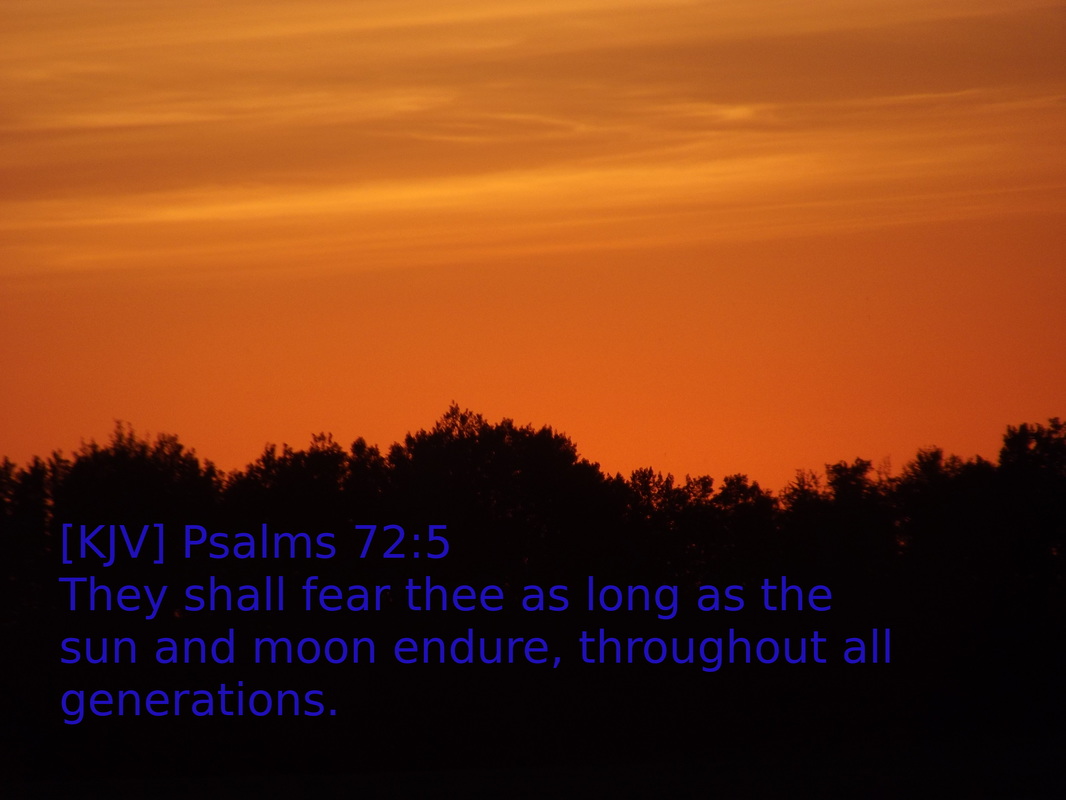 [KJV] Psalms 72:5
They shall fear thee as long as the
sun and moon endure, throughout all
generations.